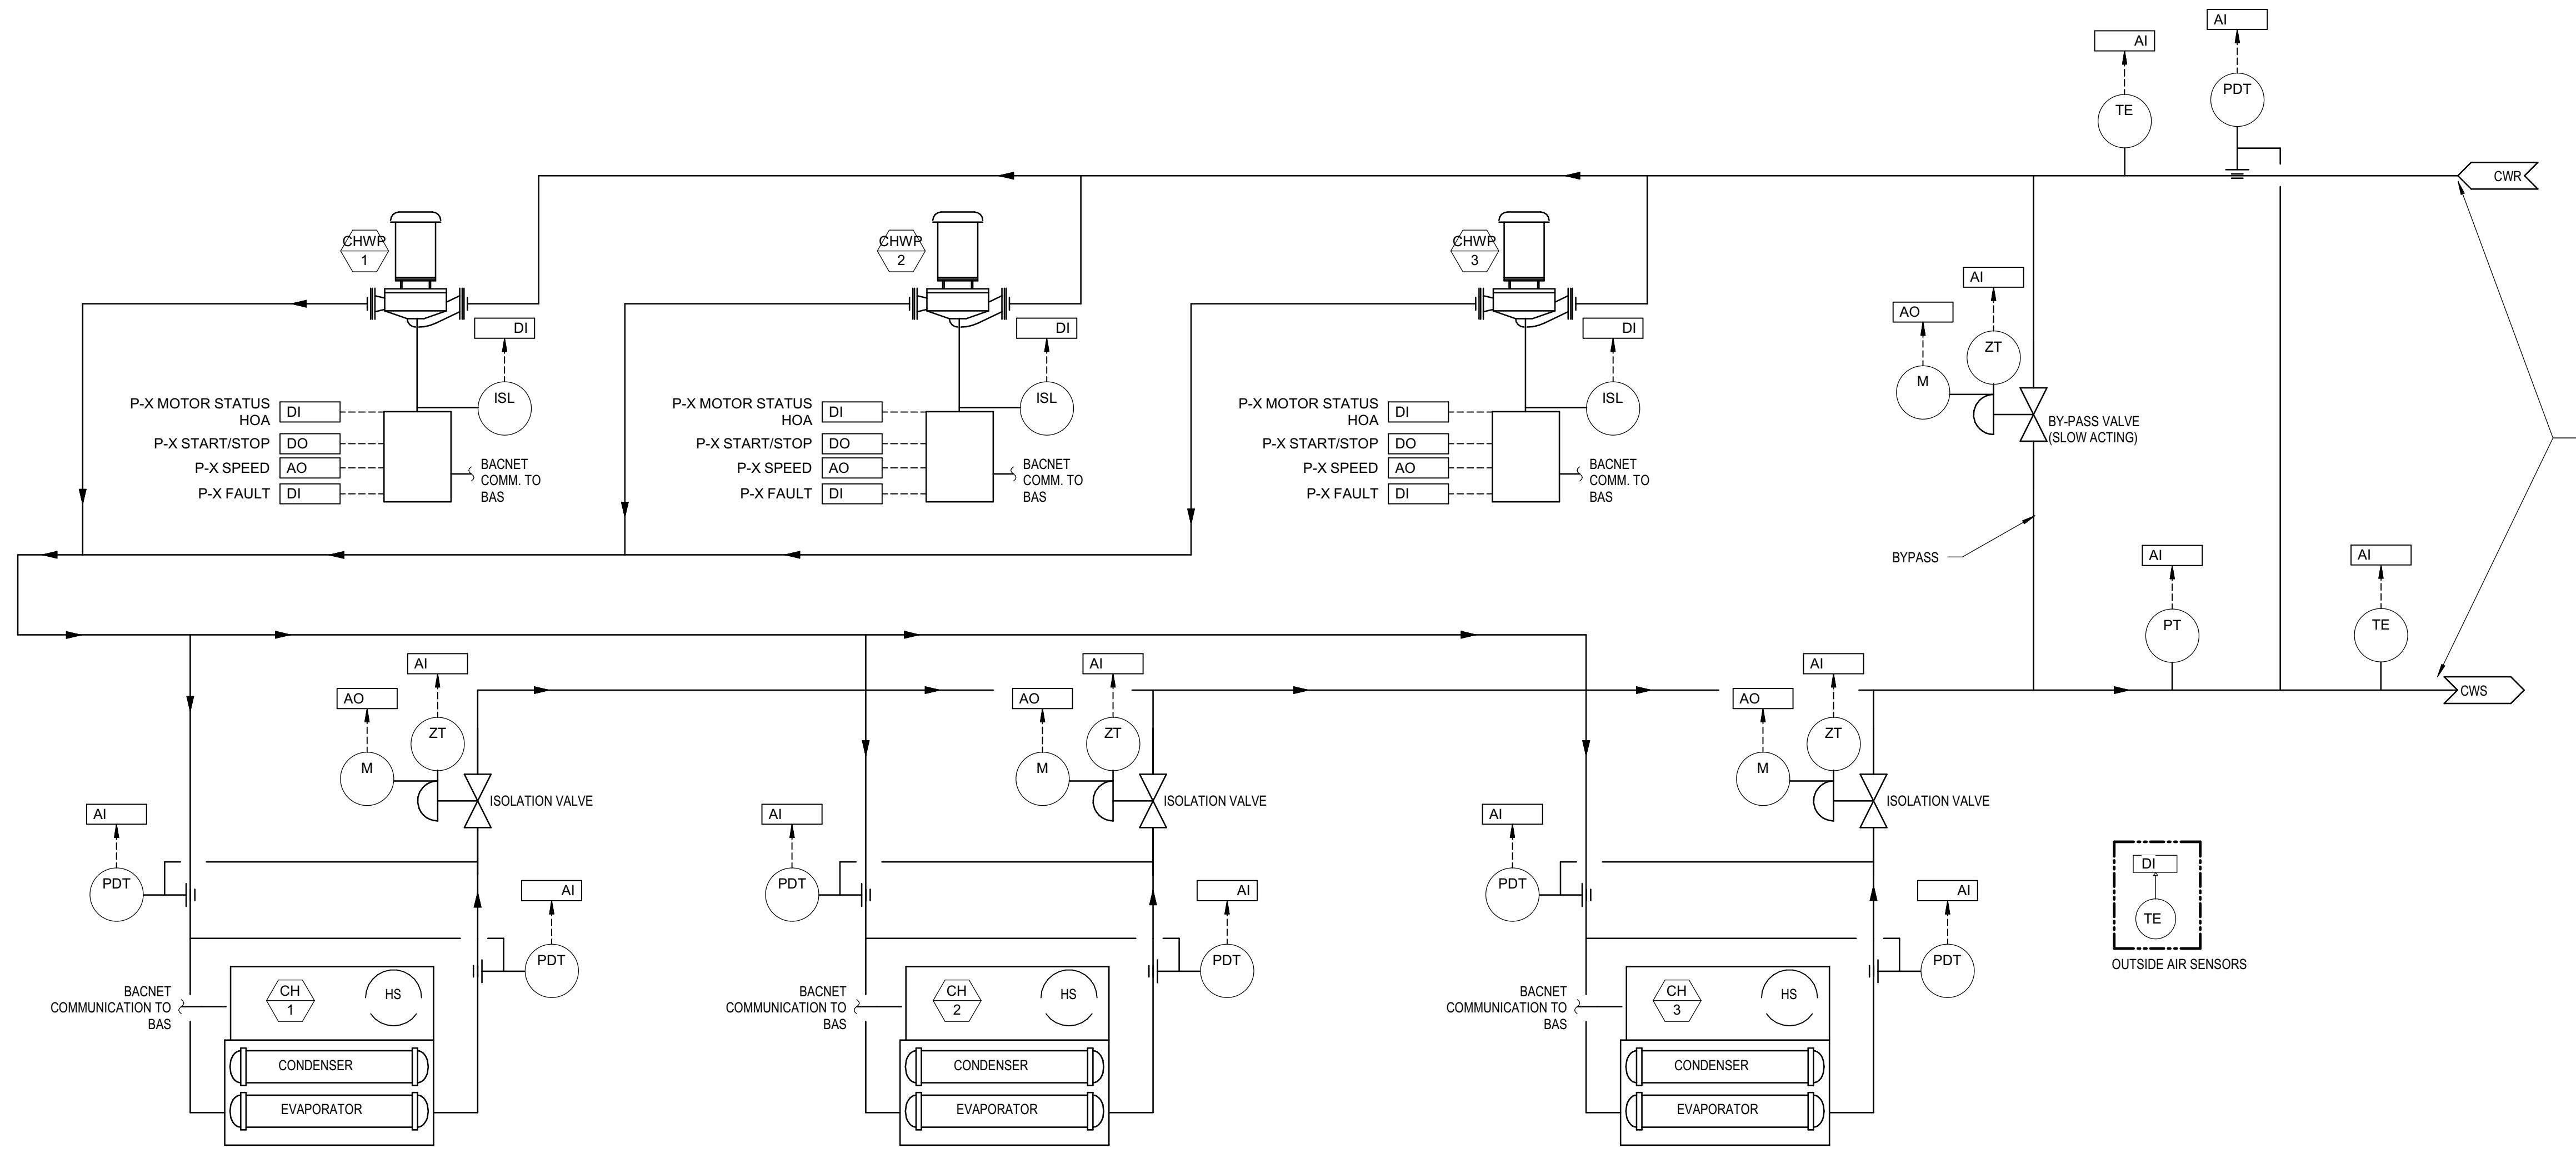 AI
AI
PDT
TE
CWR
CHWP
1
CHWP
2
CHWP
3
AI
AO
ZT
M
BY-PASS VALVE
(SLOW ACTING)
DI
ISL
P-X MOTOR STATUS
HOA
DI
P-X START/STOP
DO
P-X SPEED
AO
P-X FAULT
DI
BACNET
COMM. TO
BAS
DI
ISL
P-X MOTOR STATUS
HOA
DI
P-X START/STOP
DO
P-X SPEED
AO
P-X FAULT
DI
BACNET
COMM. TO
BAS
DI
ISL
P-X MOTOR STATUS
HOA
DI
P-X START/STOP
DO
P-X SPEED
AO
P-X FAULT
DI
BACNET
COMM. TO
BAS
BYPASS
AI
PT
AI
TE
CWS
AI
AO
ZT
M
ISOLATION VALVE
AI
PDT
AI
PDT
BACNET
COMMUNICATION TO
BAS
CH
1
HS
CONDENSER
EVAPORATOR
AI
AO
ZT
M
ISOLATION VALVE
AI
PDT
AI
PDT
BACNET
COMMUNICATION TO
BAS
CH
2
HS
CONDENSER
EVAPORATOR
AI
AO
ZT
M
ISOLATION VALVE
AI
PDT
AI
PDT
BACNET
COMMUNICATION TO
BAS
CH
3
HS
CONDENSER
EVAPORATOR
DI
TE
OUTSIDE AIR SENSORS